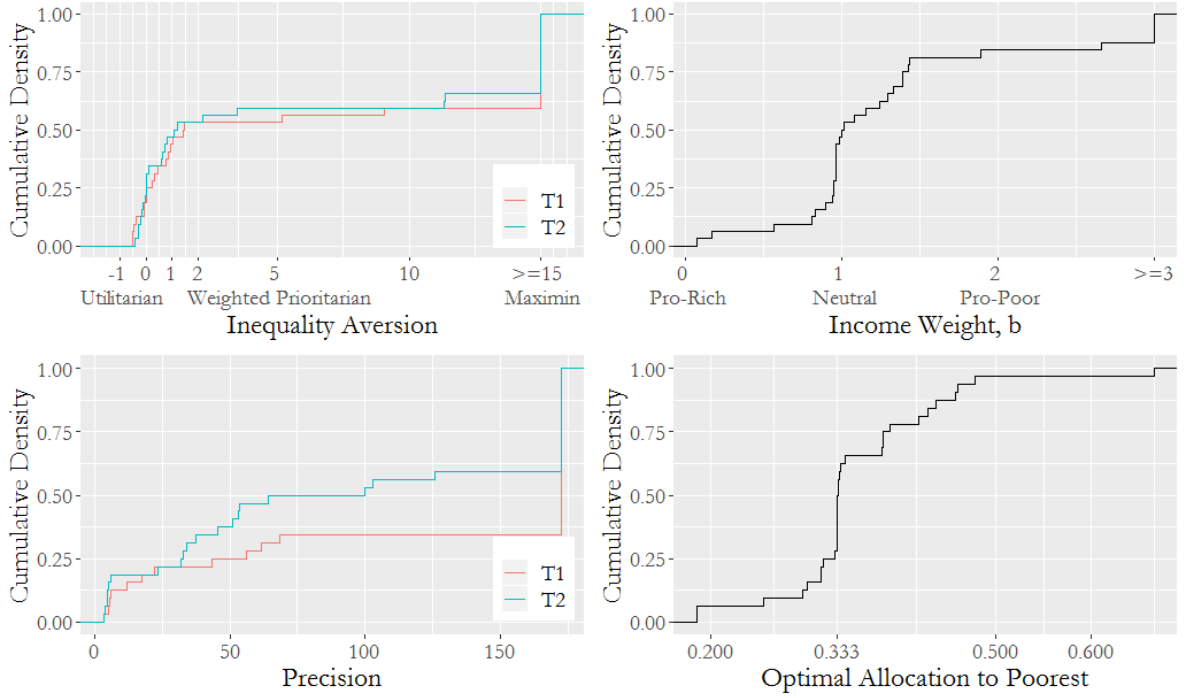 Cumulative Density
1.00
0.75
0.50
0.25
0.00
T1
T2
-1 0 1 2 5 10 >=15
Utilitarian Weighted Prioritarian Maximin
Inequality Aversion
Cumulative Density
1.00
0.75
0.50
0.25
0.00
0 1 2 >=3
Pro-Rich Neutral Pro-Poor
Income Weight, b
Cumulative Density
1.00
0.75
0.50
0.25
0.00
T1
T2
0 50 100 150
Precision
Cumulative Density
1.00
0.75
0.50
0.25
0.00
0.200 0.333 0.500 0.600
Optimal Allocation to Poorest